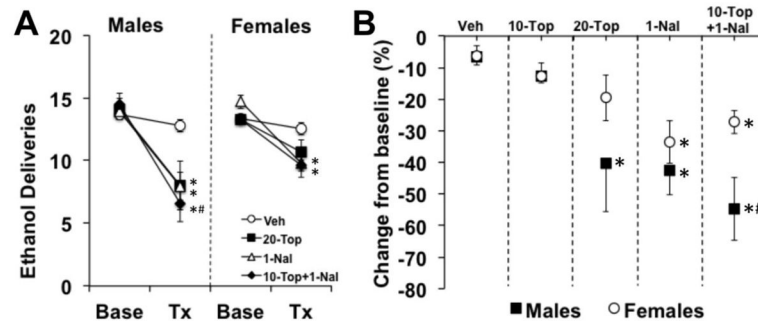 A
Males
Females
Ethanol Deliveries
20
15
10
5
0
*
*
*#
*
*
Veh
20-Top
1-Nal
10-Top+1-Nal
Base
Tx
Base
Tx
B
Veh
10-Top
20-Top
1-Nal
10-Top
+1-Nal
Change from baseline (%)
0
-10
-20
-30
-40
-50
-60
-70
-80
*
*
*
*
*#
Males
Females